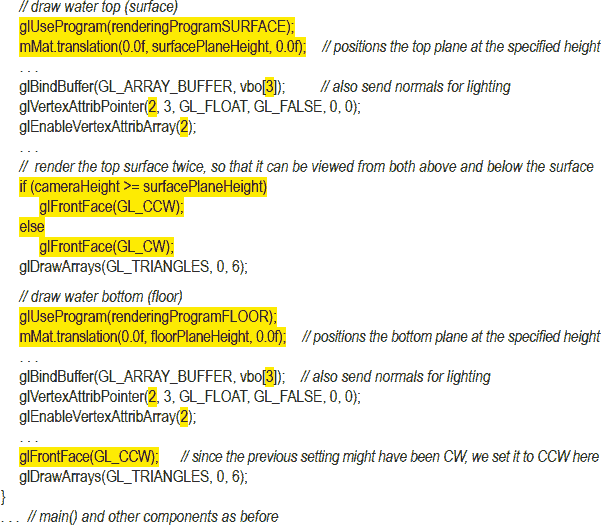 // draw water top (surface)
glUseProgram(renderingProgramSURFACE);
mMat.translation(0.0f, surfacePlaneHeight, 0.0f); // positions the top plane at the specified height
. . .
glBindBuffer(GL_ARRAY_BUFFER, vbo[3]); // also send normals for lighting
glVertexAttribPointer(2, 3, GL_FLOAT, GL_FALSE, 0, 0);
glEnableVertexAttribArray(2);
. . .
// render the top surface twice, so that it can be viewed from both above and below the surface
if (cameraHeight >= surfacePlaneHeight)
glFrontFace(GL_CCW);
else
glFrontFace(GL_CW);
glDrawArrays(GL_TRIANGLES, 0, 6);
// draw water bottom (floor)
glUseProgram(renderingProgramFLOOR);
mMat.translation(0.0f, floorPlaneHeight, 0.0f); // positions the bottom plane at the specified height
. . .
glBindBuffer(GL_ARRAY_BUFFER, vbo[3]); // also send normals for lighting
glVertexAttribPointer(2, 3, GL_FLOAT, GL_FALSE, 0, 0);
glEnableVertexAttribArray(2);
. . .
glFrontFace(GL_CCW); // since the previous setting might have been CW, we set it to CCW here
glDrawArrays(GL_TRIANGLES, 0, 6);
}
. . . // main() and other components as before